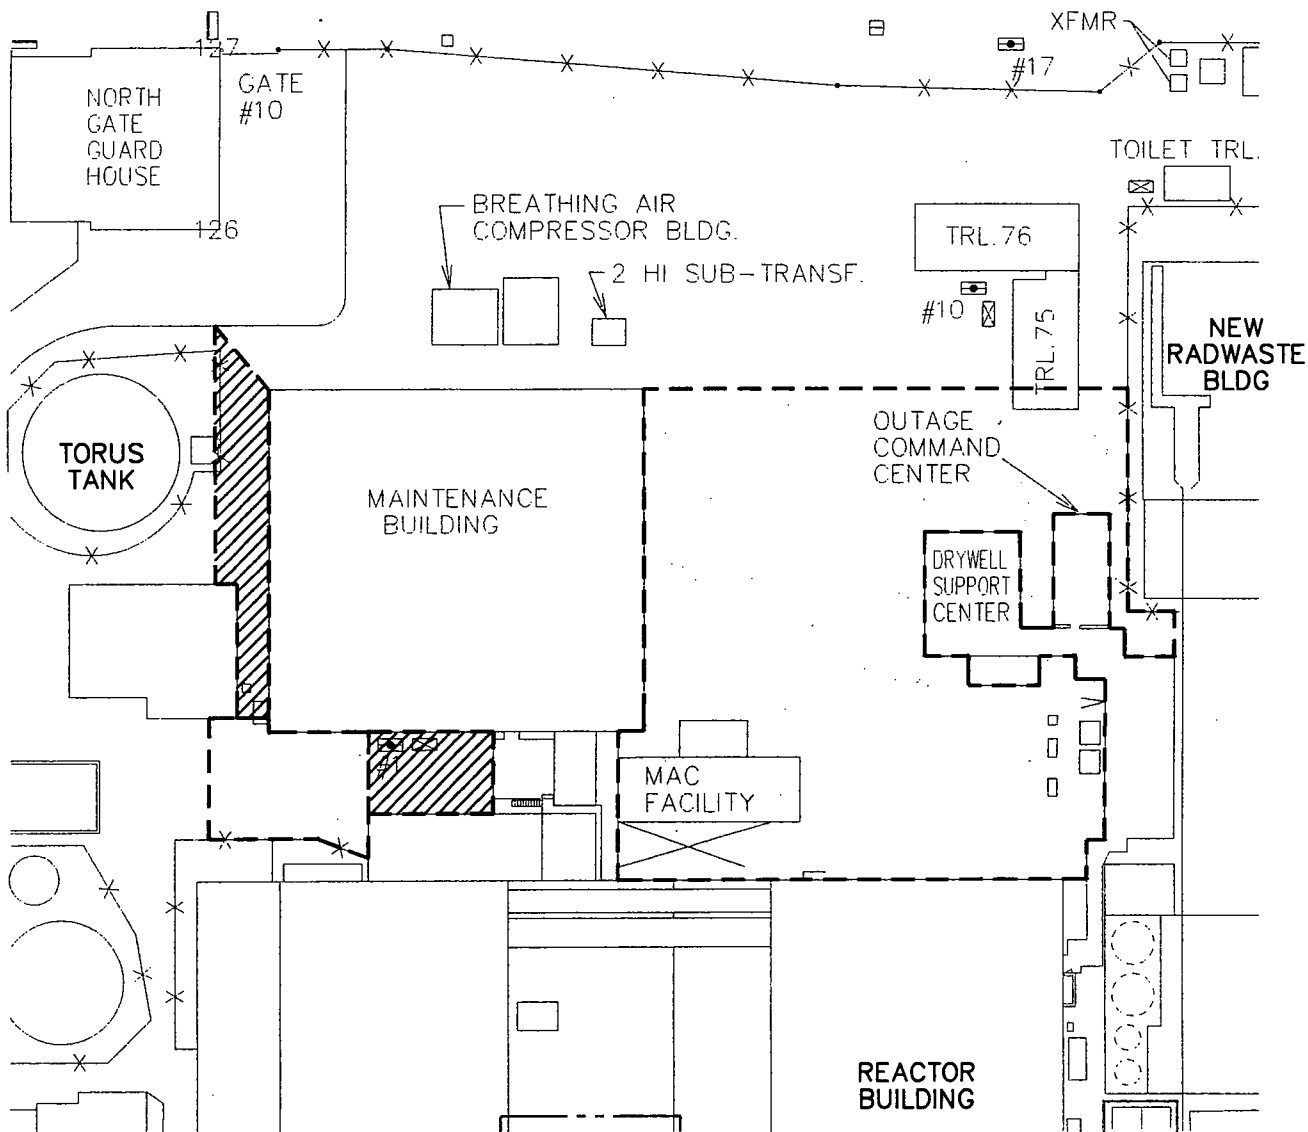 XFMR
127
#17
GATE
#10
NORTH
GATE
GUARD
HOUSE
126
TOILET TRL.
BREATHING AIR
COMPRESSOR BLDG.
TRL.76
2 HI SUB-TRANSF.
#10
TRL.75
NEW
RADWASTE
BLDG
OUTAGE
COMMAND
CENTER
TORUS
TANK
MAINTENANCE
BUILDING
DRYWELL
SUPPORT
CENTER
#1
MAC
FACILITY
REACTOR
BUILDING